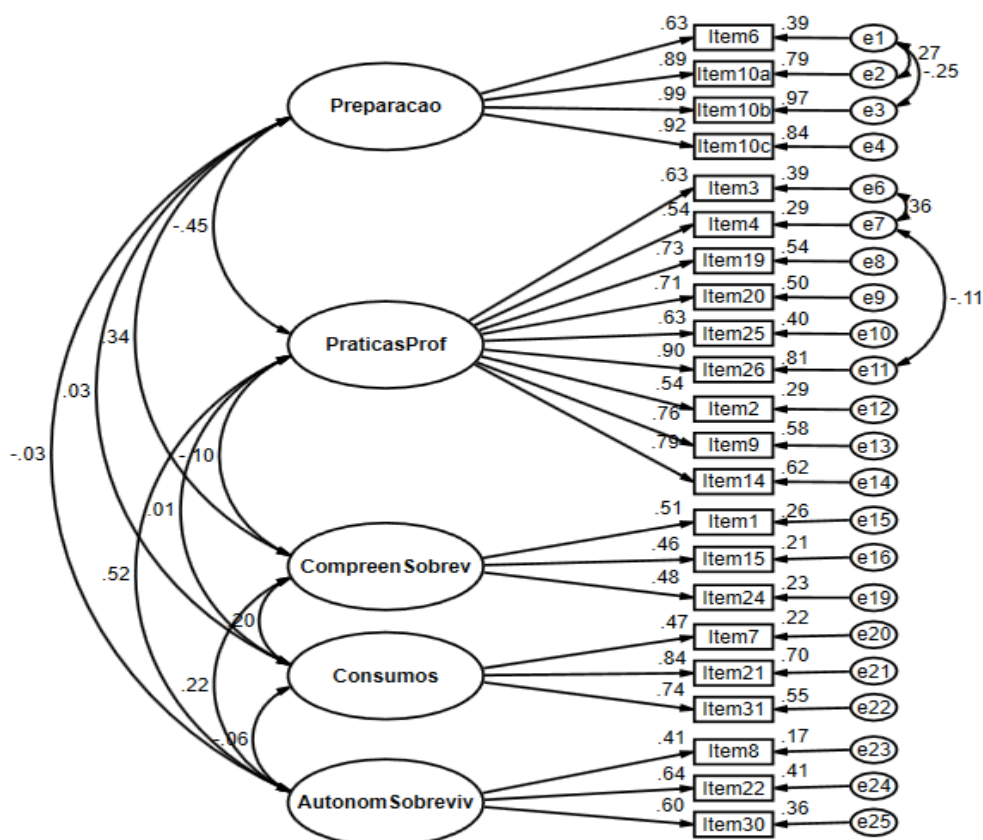 .63 Item6 .39 e1
.27
.89 Item10a .79 e2
-.25
Preparacao
.99 Item10b .97 e3
.92 Item10c .84 e4
.63 Item3 .39 e6
.36
.54 Item4 .29 e7
-.45
.73 Item19 .54 e8
.71 Item20 .50 e9
-.11
.34
.63 Item25 .40 e10
PraticasProf
.90 Item26 .81 e11
.03
.54 Item2 .29 e12
.76 Item9 .58 e13
-.03
-.10
.79 Item14 .62 e14
.01
.51 Item1 .26 e15
.46 Item15 .21 e16
CompreenSobrev
.52
.48 Item24 .23 e19
.20
.47 Item7 .22 e20
.84 Item21 .70 e21
Consumos
.22
.74 Item31 .55 e22
-.06
.41 Item8 .17 e23
.64 Item22 .41 e24
AutonomSobreviv
.60 Item30 .36 e25